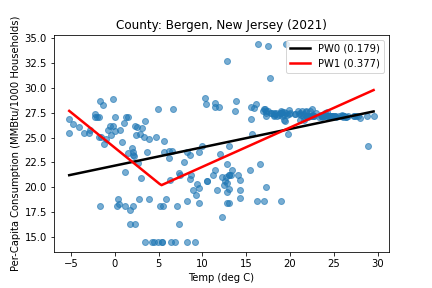 County: Bergen, New Jersey (2021)
Per-Capita Consumption (MMBtu/1000 Households)
35.0
32.5
30.0
27.5
25.0
22.5
20.0
17.5
15.0
PW0 (0.179)
PW1 (0.377)
−5 0 5 10 15 20 25 30
Temp (deg C)